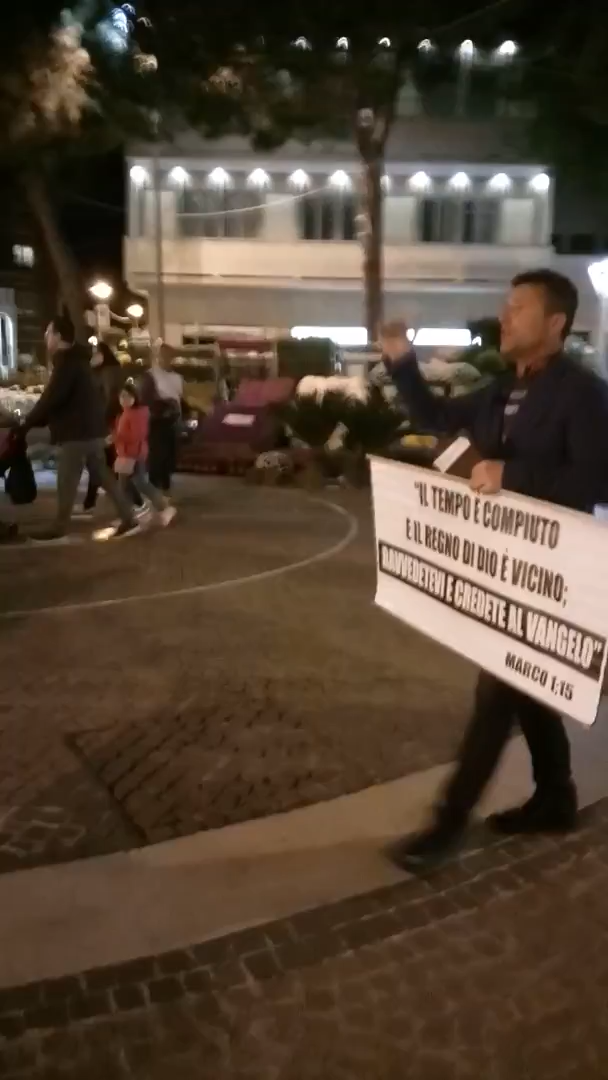 "IL TEMPO È COMPIUTO
E IL REGNO DI DIO È VICINO;
RAVVEDETEVI E CREDETE AL VANGELO"
MARCO 1:15